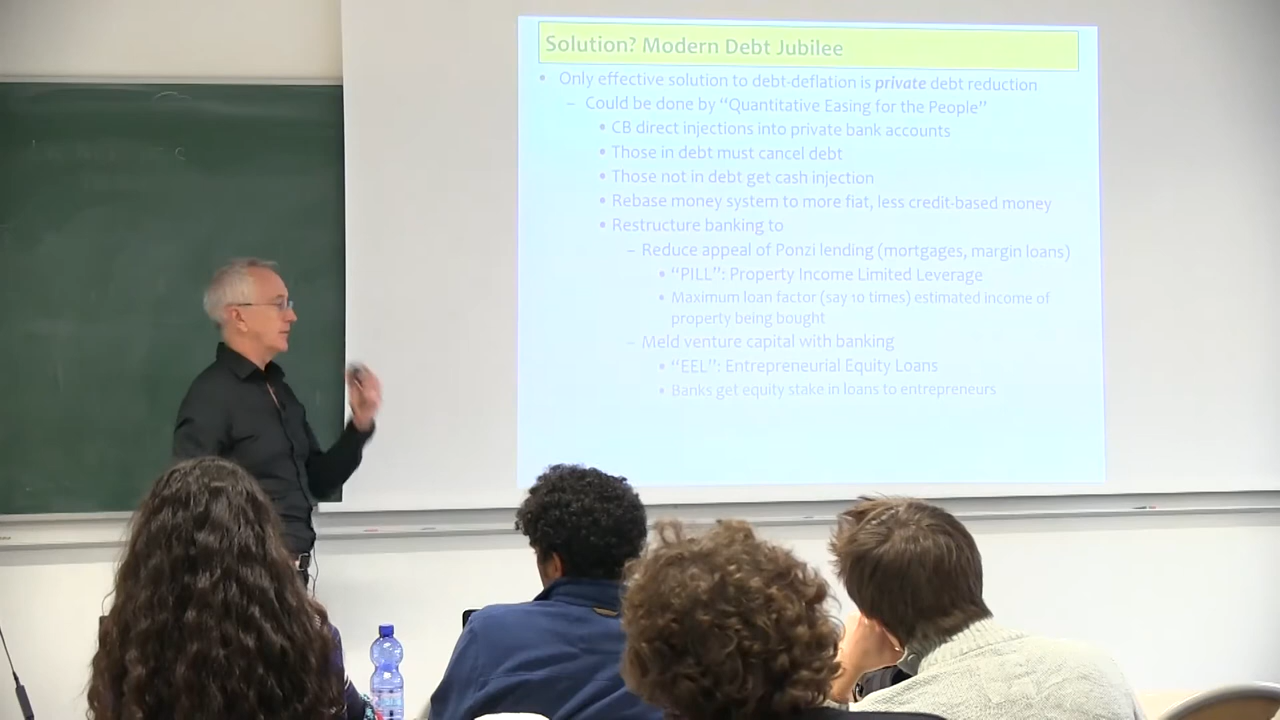 Solution? Modern Debt Jubilee
• Only effective solution to debt-deflation is private debt reduction
– Could be done by “Quantitative Easing for the People”
• CB direct injections into private bank accounts
• Those in debt must cancel debt
• Those not in debt get cash injection
• Rebase money system to more fiat, less credit-based money
• Restructure banking to
– Reduce appeal of Ponzi lending (mortgages, margin loans)
• “PILL”: Property Income Limited Leverage
• Maximum loan factor (say 10 times) estimated income of
property being bought
– Meld venture capital with banking
• “EEL”: Entrepreneurial Equity Loans
• Banks get equity stake in loans to entrepreneurs